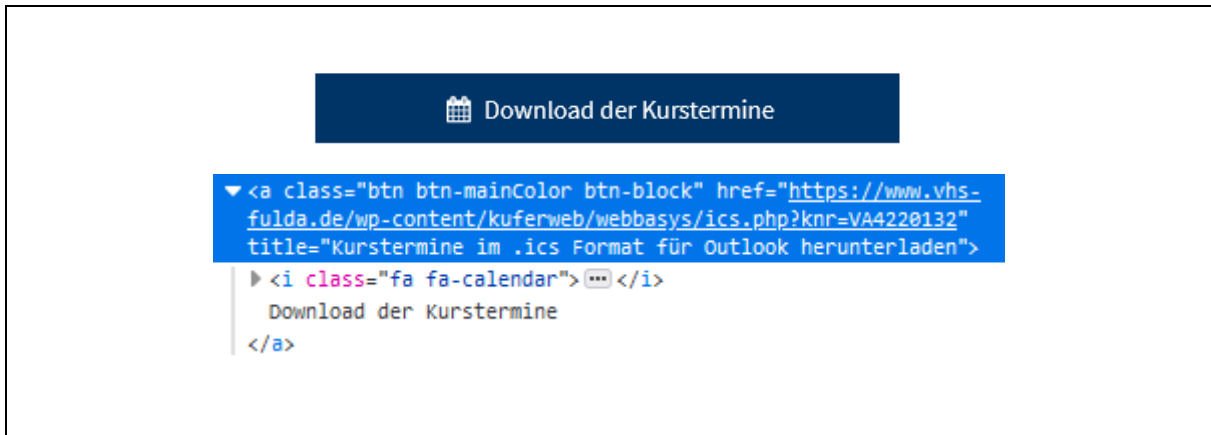 Download der Kurstermine
<a class="btn btn-mainColor btn-block" href="https://www.vhs-
fulda.de/wp-content/kuferweb/webbasys/ics.php?knr=VA4220132"
title="Kurstermine im .ics Format für Outlook herunterladen">
<i class="fa fa-calendar">…</i>
Download der Kurstermine
</a>